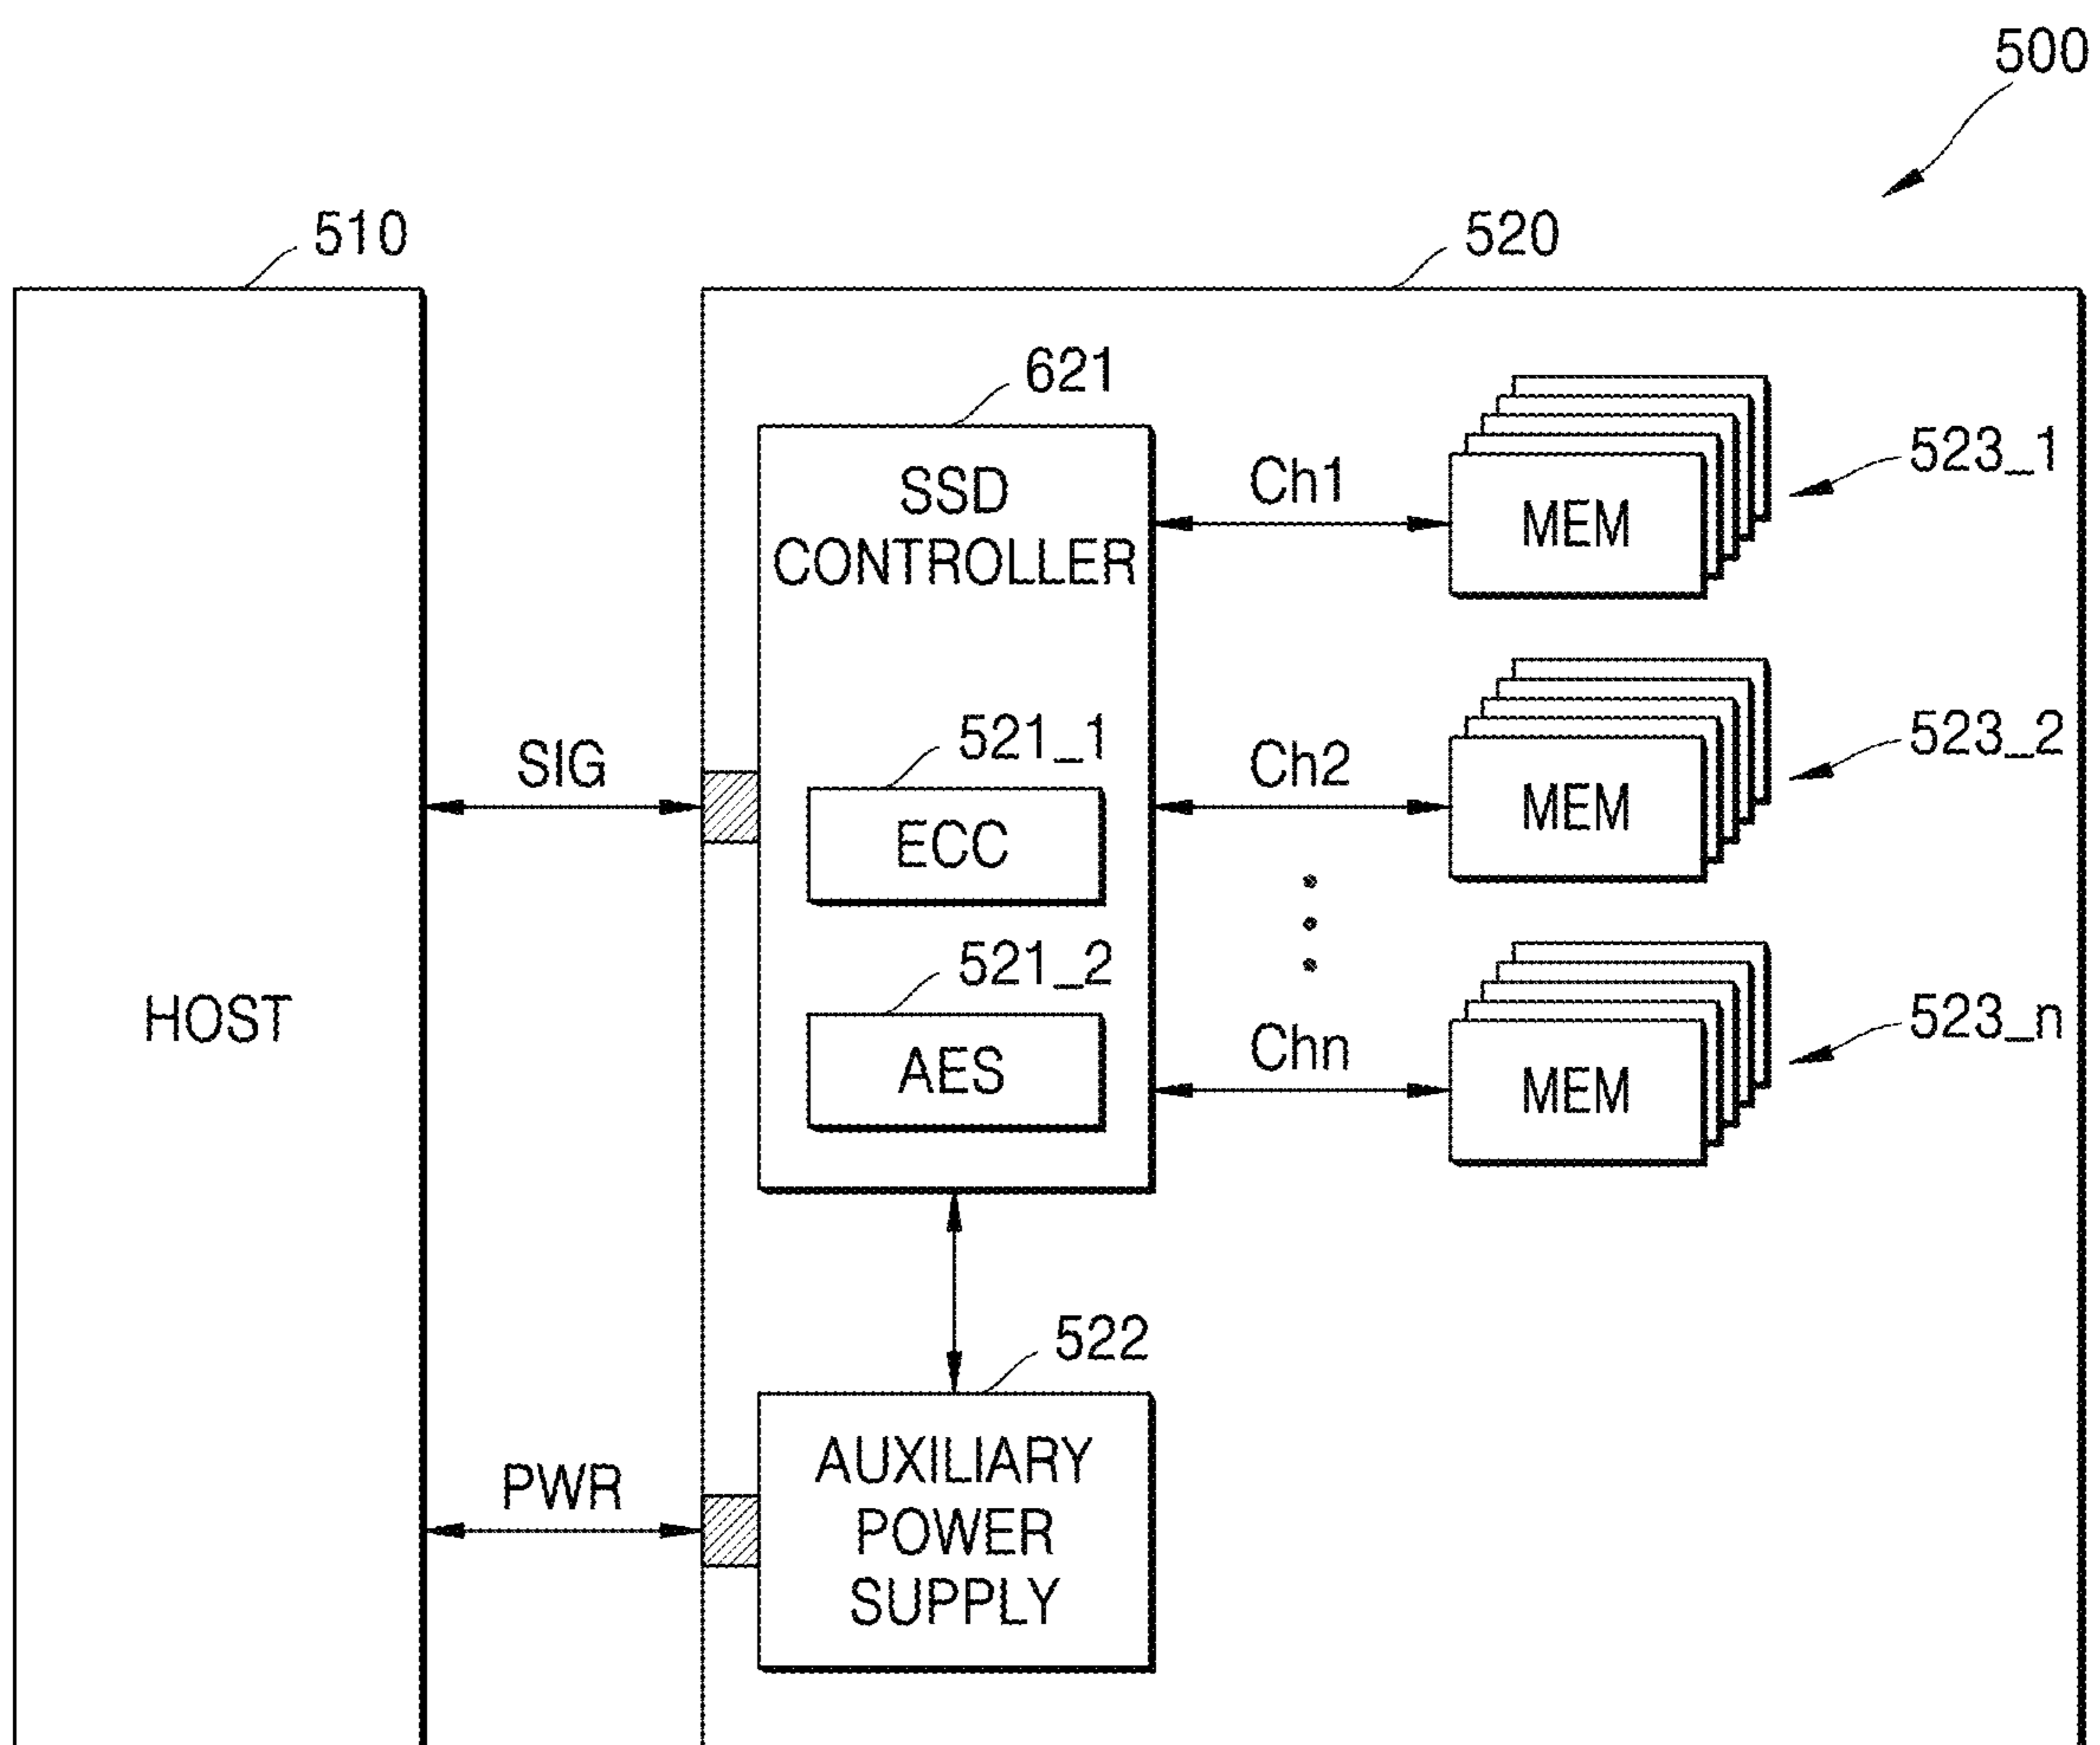 500
510
520
621
SSD
CONTROLLER
Ch1
MEM
523_1
SIG
521_1
ECC
Ch2
MEM
523_2
HOST
521_2
AES
Chn
MEM
523_n
522
PWR
AUXILIARY
POWER
SUPPLY